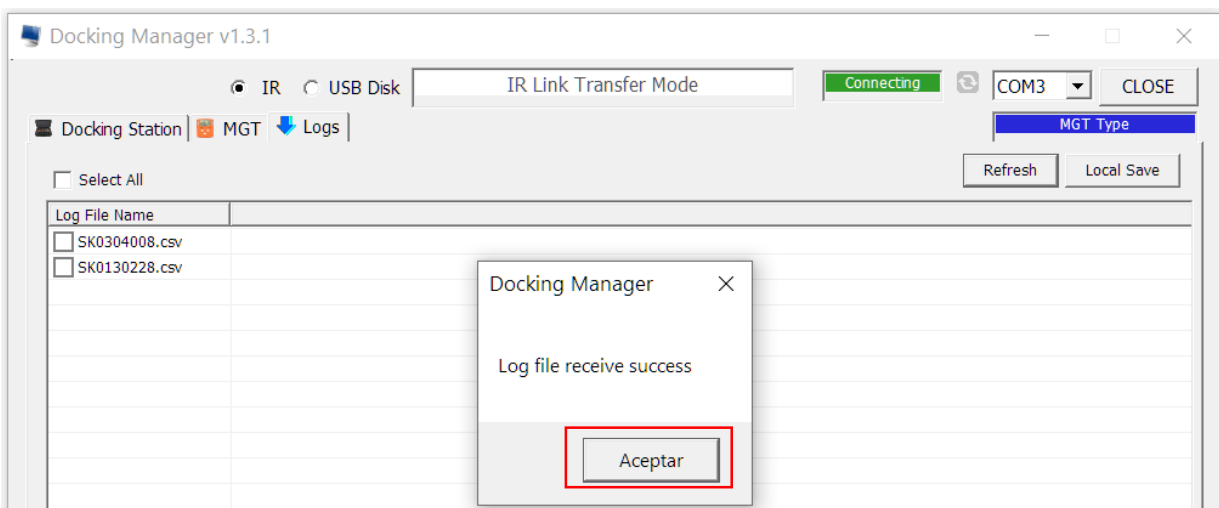 Docking Manager v1.3.1
IR USB Disk IR Link Transfer Mode Connecting COM3 CLOSE
Docking Station MGT Logs MGT Type
Select All Refresh Local Save
Log File Name
SK0304008.csv
SK0130228.csv
Docking Manager
Log file receive success
Aceptar